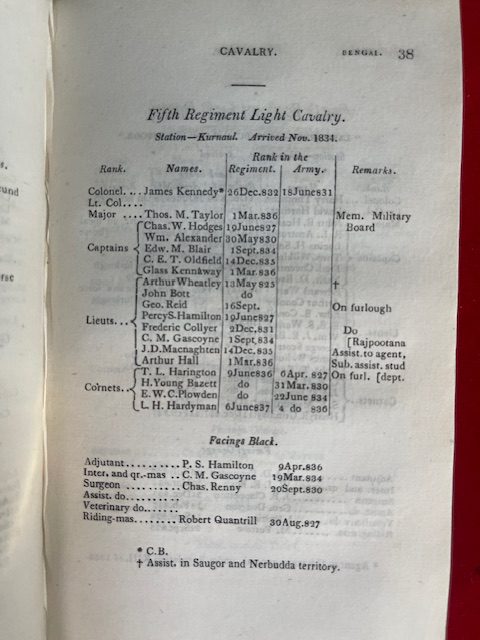 CAVALRY. BENGAL. 38
Fifth Regiment Light Cavalry.
Station—Kurnaul. Arrived Nov. 1834.
Rank in the
Rank. Names. Regiment. Army. Remarks.
Colonel... James Kennedy* 26Dec.832 18June831
Lt. Col....
Major .... Thos. M. Taylor 1Mar.836 Mem. Military
Captains Chas. W. Hodges 19June827 Board
Wm. Alexander 30May830
Edw. M. Blair 1Sept.834
C. E. T. Oldfield 14Dec.835
Glass Kennaway 1Mar.836
Lieuts... Arthur Wheatley 13May825 †
John Bott do
Geo. Reid 16Sept. On furlough
Percy S. Hamilton 19June827
Frederic Collyer 2Dec.831 Do
C. M. Gascoyne 1Sept.834 [Rajpootana
J. D. Macnaghten 14Dec.835 Assist. to agent,
Arthur Hall 1Mar.836 Sub. assist. stud
Cornets.. T. L. Harington 9June836 6Apr. 827 On furl. [dept.
H. Young Bazett do 31Mar.830
E. W. C. Plowden do 22June834
L. H. Hardyman 6June837 4 do 836
Facings Black.
Adjutant.......... P. S. Hamilton 9Apr.836
Inter. and qr.-mas .. C. M. Gascoyne 19Mar.834
Surgeon .......... Chas. Renny 20Sept.830
Assist. do..........
Veterinary do.......
Riding-mas........ Robert Quantrill 30Aug.827
* C.B.
† Assist. in Saugor and Nerbudda territory.